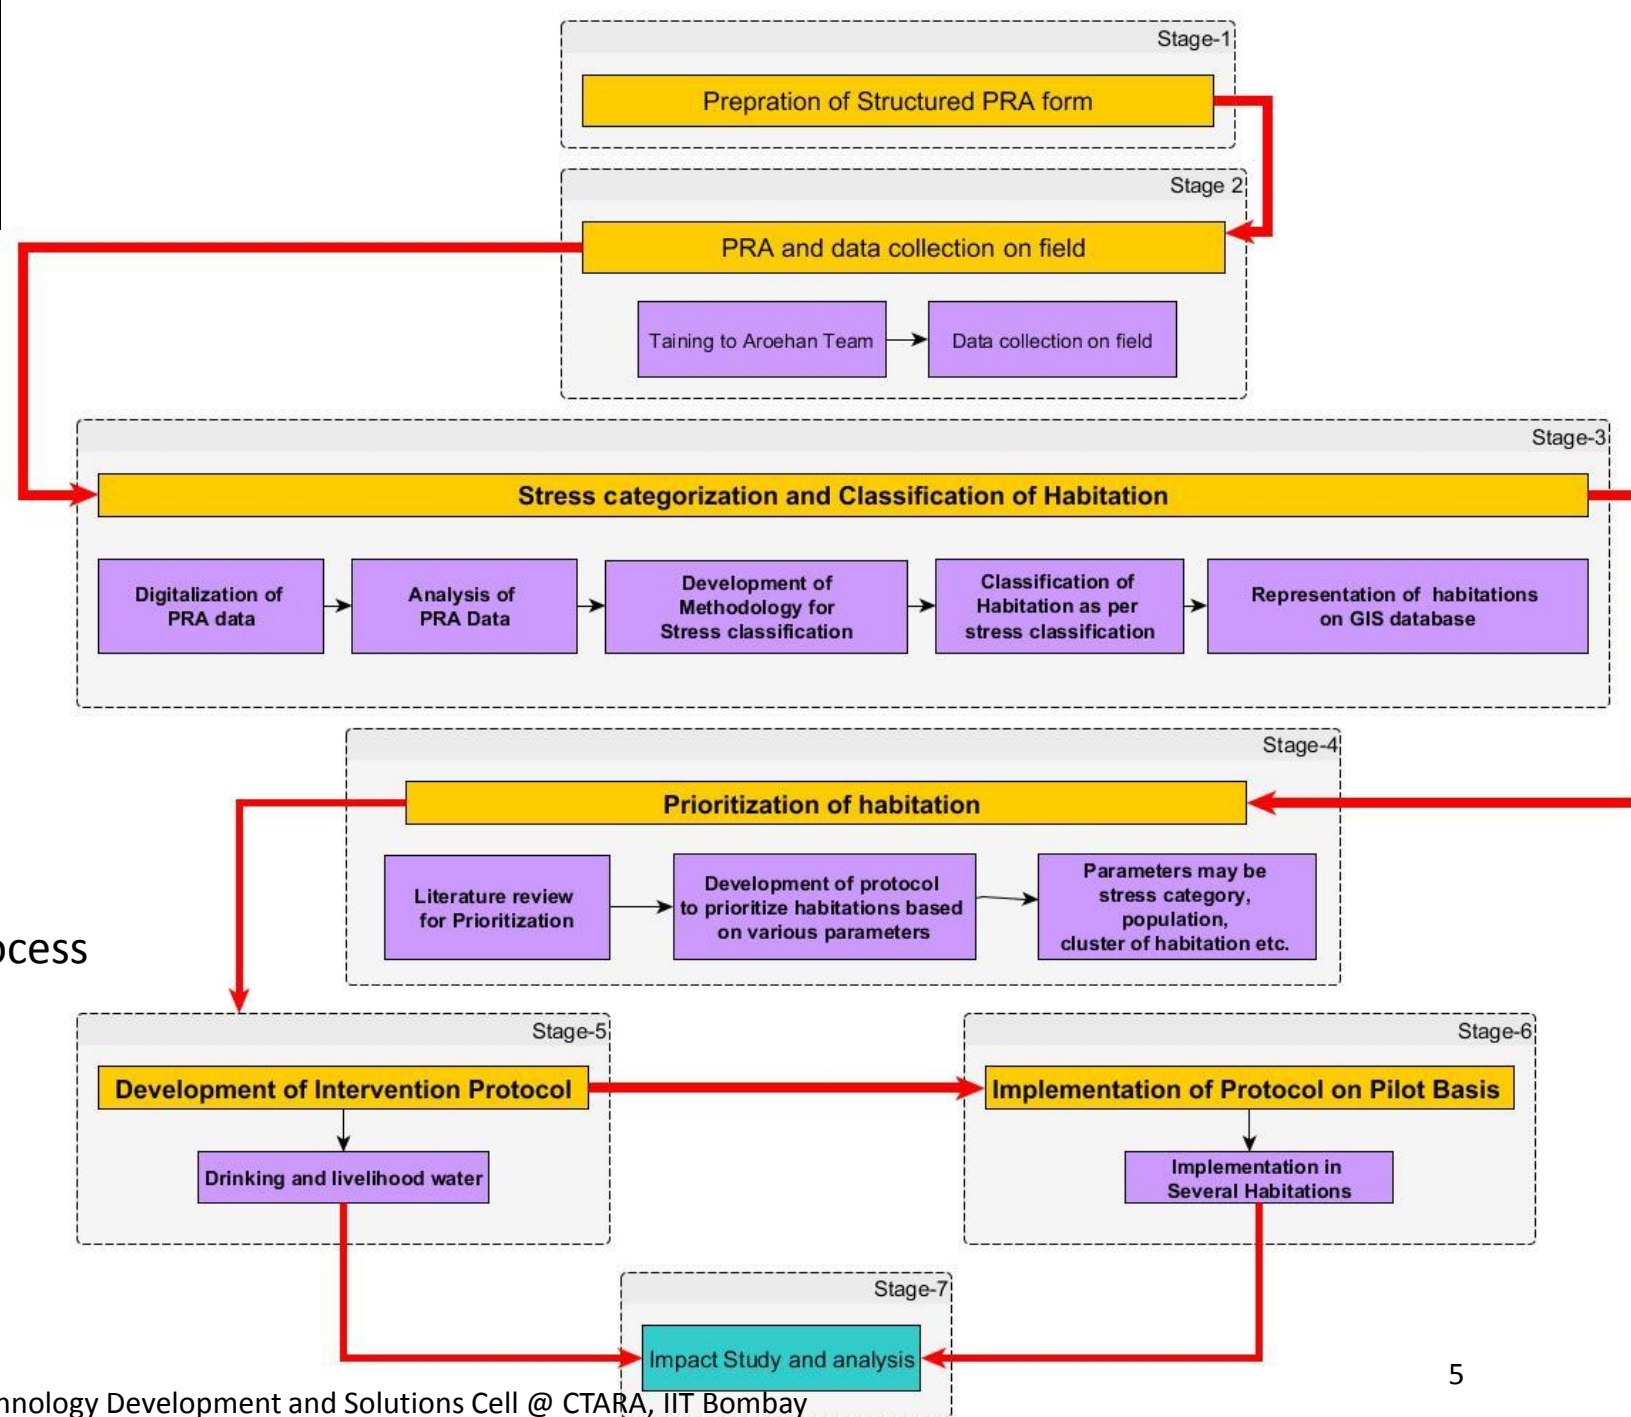 Stage-1
Prepration of Structured PRA form
Stage 2
PRA and data collection on field
Taining to Aroehan Team
Data collection on field
Stage-3
Stress categorization and Classification of Habitation
Digitalization of
PRA data
Analysis of
PRA Data
Development of
Methodology for
Stress classification
Classification of
Habitation as per
stress classification
Representation of habitations
on GIS database
Stage-4
Prioritization of habitation
Literature review
for Prioritization
Development of protocol
to prioritize habitations based
on various parameters
Parameters may be
stress category,
population,
cluster of habitation etc.
ocess
Stage-5
Development of Intervention Protocol
Drinking and livelihood water
Stage-6
Implementation of Protocol on Pilot Basis
Implementation in
Several Habitations
Stage-7
Impact Study and analysis
5
hnology Development and Solutions Cell @ CTARA, IIT Bombay